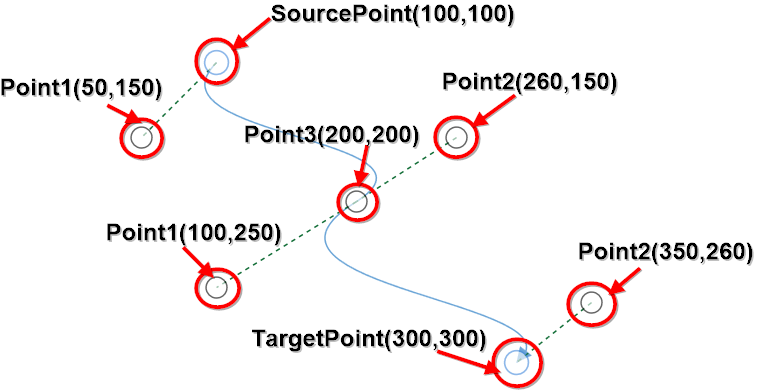 SourcePoint(100,100)
Point1(50,150)
Point2(260,150)
Point3(200,200)
Point1(100,250)
Point2(350,260)
TargetPoint(300,300)